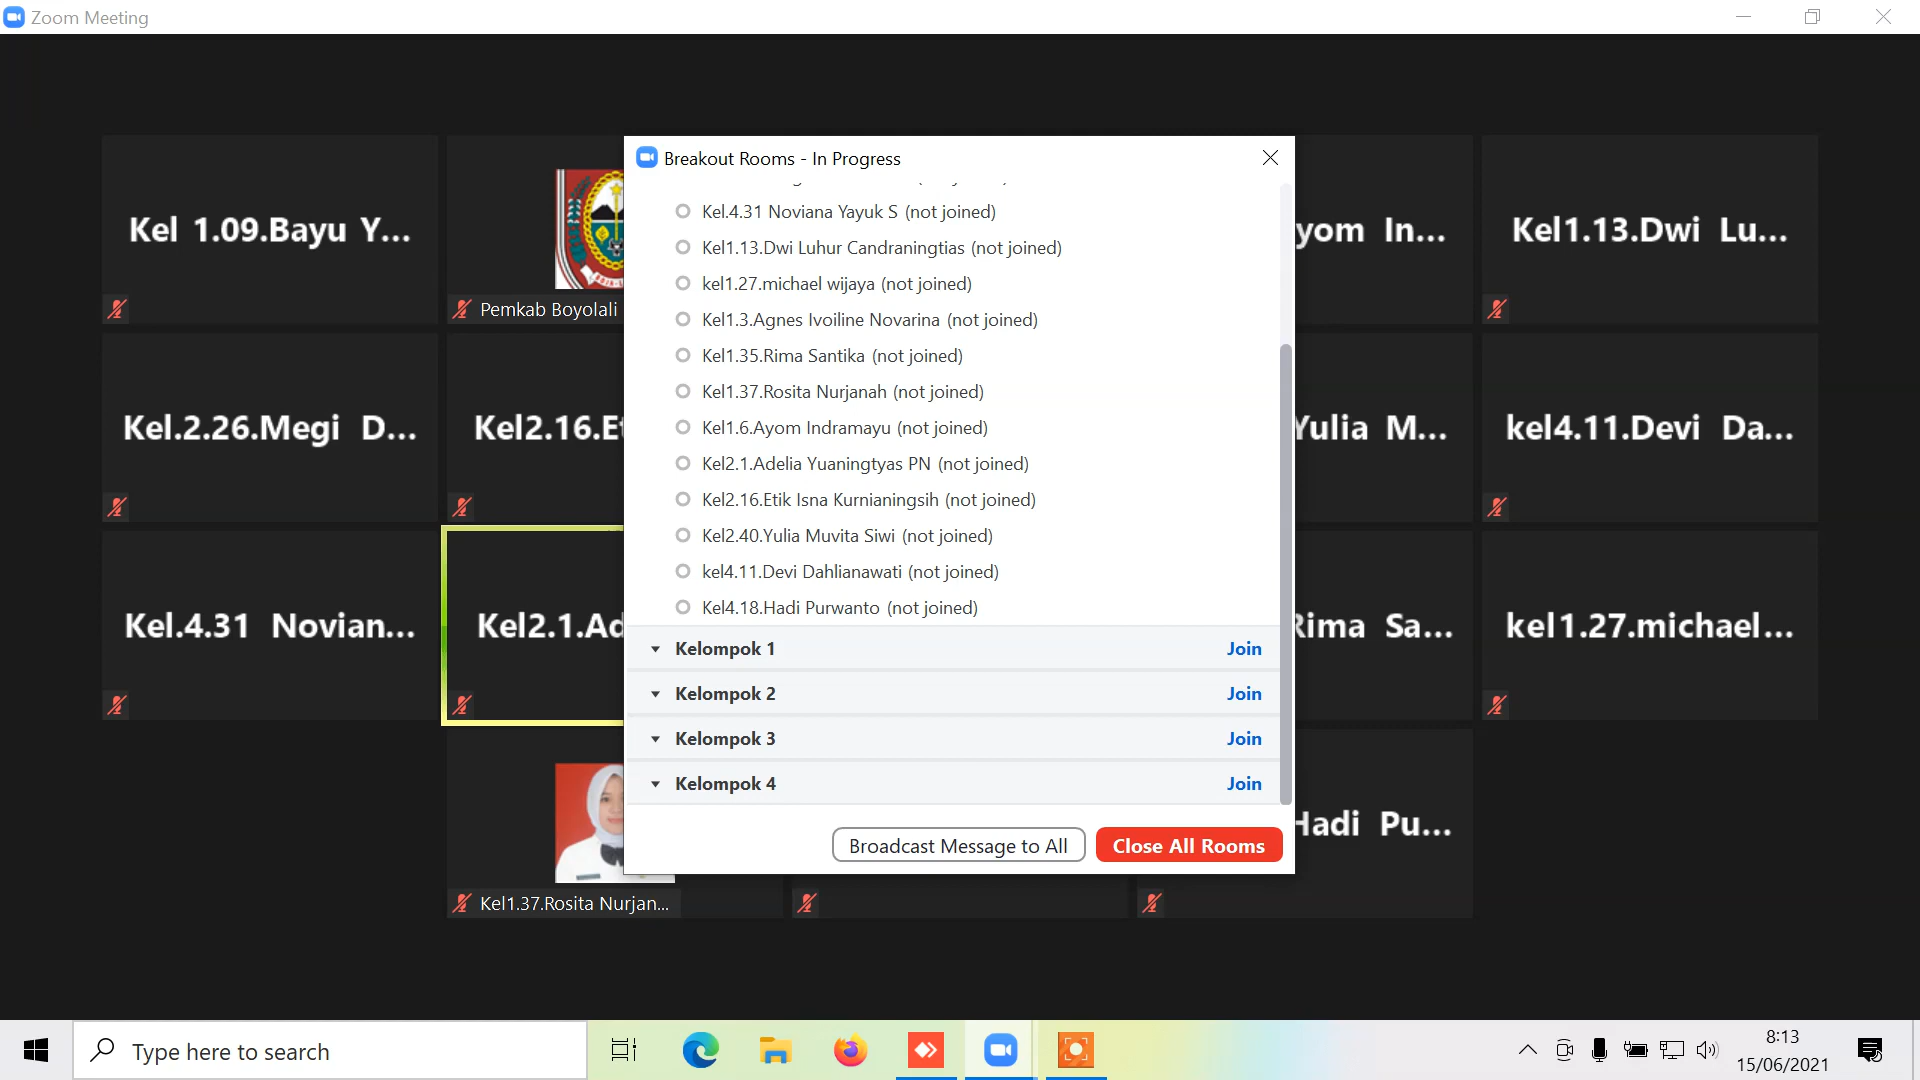 Zoom Meeting
Breakout Rooms - In Progress
Kel.4.31 Noviana Yayuk S (not joined)
Kel1.13.Dwi Luhur Candraningtias (not joined)
kel1.27.michael wijaya (not joined)
Kel1.3.Agnes Ivoiline Novarina (not joined)
Kel1.35.Rima Santika (not joined)
Kel1.37.Rosita Nurjanah (not joined)
Kel1.6.Ayom Indramayu (not joined)
Kel2.1.Adelia Yuaningtyas PN (not joined)
Kel2.16.Etik Isna Kurnianingsih (not joined)
Kel2.40.Yulia Muvita Siwi (not joined)
kel4.11.Devi Dahlianawati (not joined)
Kel4.18.Hadi Purwanto (not joined)
Kelompok 1 Join
Kelompok 2 Join
Kelompok 3 Join
Kelompok 4 Join
Broadcast Message to All Close All Rooms
Kel 1.09.Bayu Y...
Pemkab Boyolali
yom In...
Kel1.13.Dwi Lu...
Kel.2.26.Megi D...
Kel2.16.Et
Yulia M...
kel4.11.Devi Da...
Kel.4.31 Novian...
Kel2.1.Ad
Rima Sa...
kel1.27.michael...
Kel1.37.Rosita Nurjan...
Hadi Pu...
Type here to search
8:13
15/06/2021